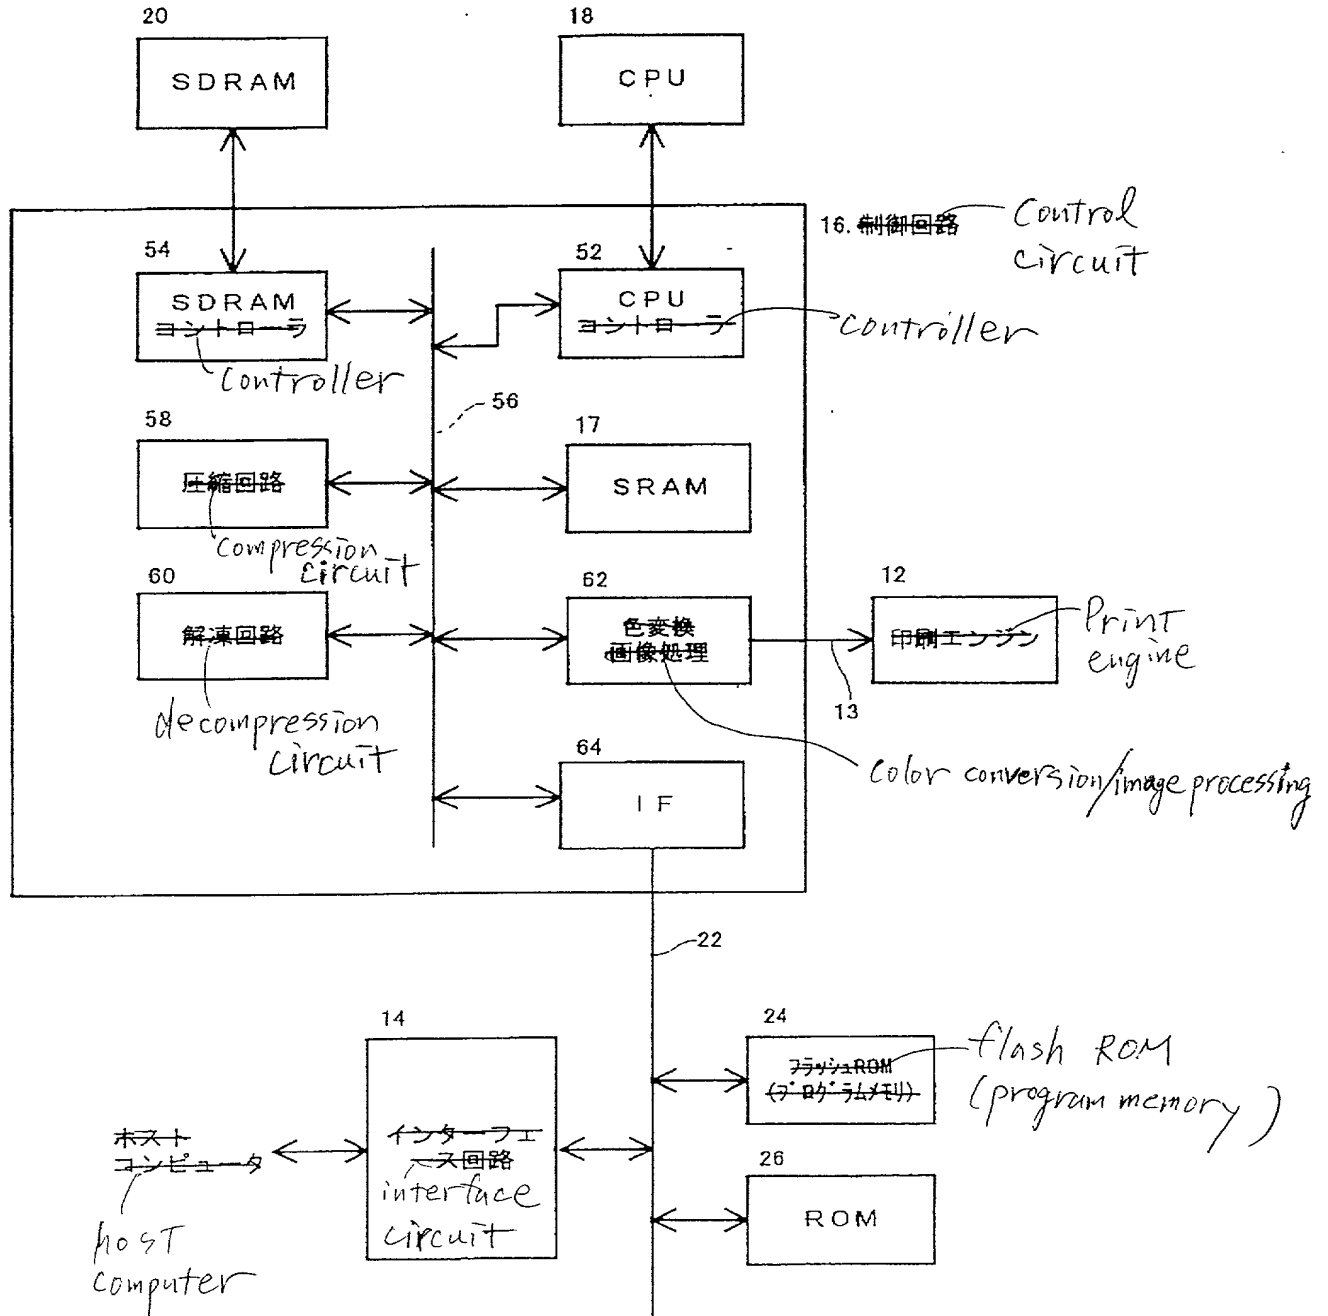 20
18
SDRAM
CPU
16. 制御回路
Control
circuit
54
52
SDRAM
コントローラ
CPU
コントローラ
controller
controller
56
58
17
圧縮回路
SRAM
compression
circuit
60
62
12
解凍回路
色変換
画像処理
印刷エンジン
Print
engine
13
decompression
circuit
64
color conversion/image processing
IF
22
14
24
フラッシュROM
(プログラムメモリ)
flash ROM
(program memory)
ホスト
コンピュータ
インターフェ
ース回路
interface
circuit
26
ROM
host
computer